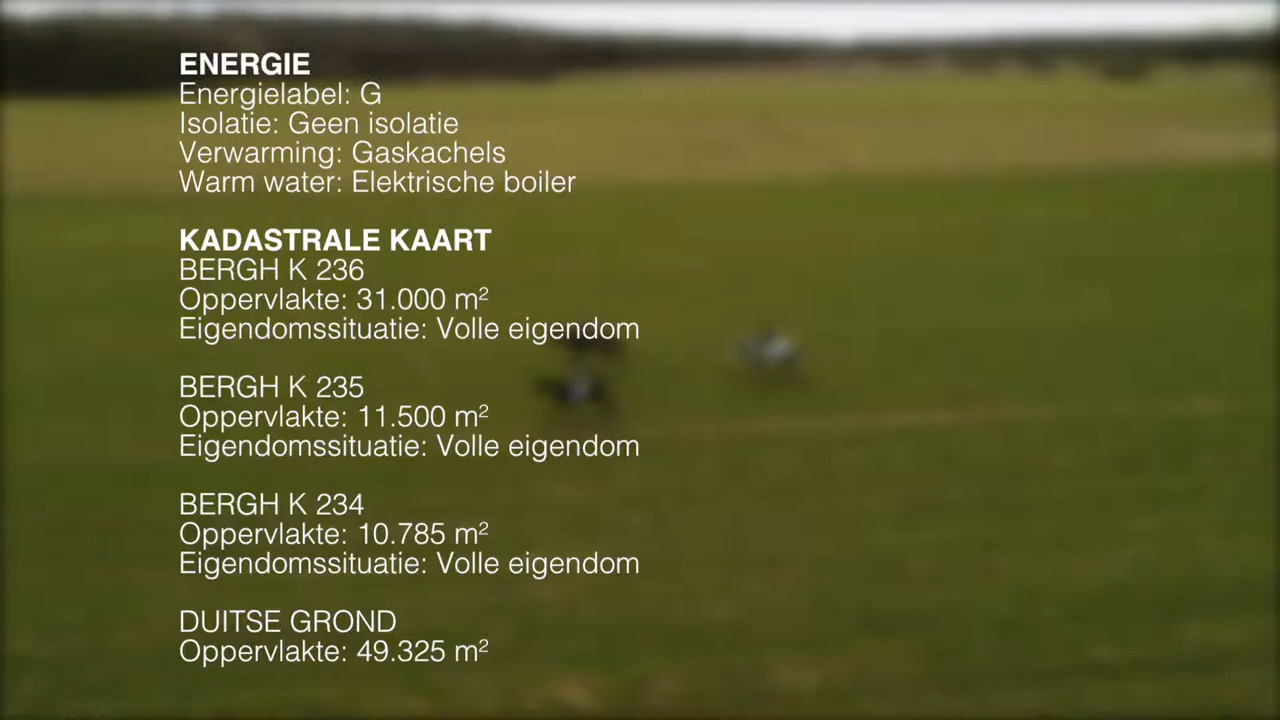 ENERGIE
Energielabel: G
Isolatie: Geen isolatie
Verwarming: Gaskachels
Warm water: Elektrische boiler
KADASTRALE KAART
BERGH K 236
Oppervlakte: 31.000 m²
Eigendomssituatie: Volle eigendom
BERGH K 235
Oppervlakte: 11.500 m²
Eigendomssituatie: Volle eigendom
BERGH K 234
Oppervlakte: 10.785 m²
Eigendomssituatie: Volle eigendom
DUITSE GROND
Oppervlakte: 49.325 m²